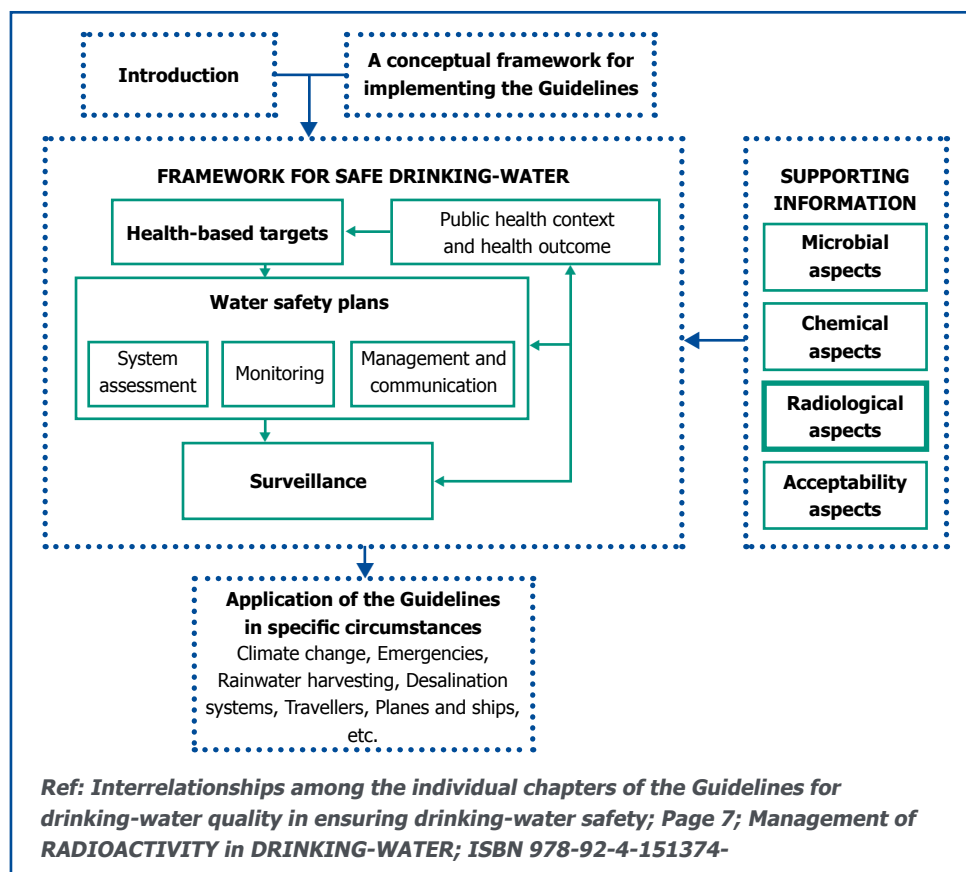 Introduction
A conceptual framework for
implementing the Guidelines
FRAMEWORK FOR SAFE DRINKING-WATER
Health-based targets
Public health context
and health outcome
Water safety plans
System
assessment
Monitoring
Management and
communication
Surveillance
SUPPORTING
INFORMATION
Microbial
aspects
Chemical
aspects
Radiological
aspects
Acceptability
aspects
Application of the Guidelines
in specific circumstances
Climate change, Emergencies,
Rainwater harvesting, Desalination
systems, Travellers, Planes and ships,
etc.
Ref: Interrelationships among the individual chapters of the Guidelines for
drinking-water quality in ensuring drinking-water safety; Page 7; Management of
RADIOACTIVITY in DRINKING-WATER; ISBN 978-92-4-151374-